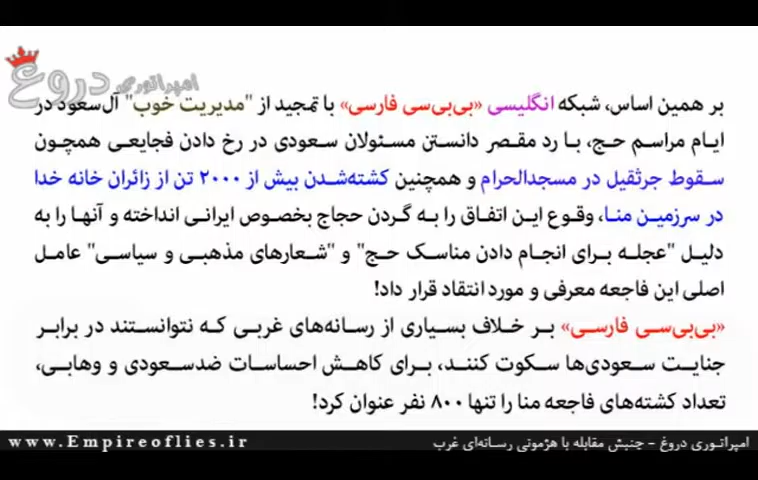 امپراتوری دروغ
بر همین اساس، شبکه انگلیسی «بی‌بی‌سی فارسی» با تمجید از "مدیریت خوب" آل‌سعود در
ایام مراسم حج، با رد مقصر دانستن مسئولان سعودی در رخ دادن فجایعی همچون
سقوط جرثقیل در مسجدالحرام و همچنین کشته‌شدن بیش از ۲۰۰۰ تن از زائران خانه خدا
در سرزمین منا، وقوع این اتفاق را به گردن حجاج بخصوص ایرانی انداخته و آنها را به
دلیل "عجله برای انجام دادن مناسک حج" و "شعارهای مذهبی و سیاسی" عامل
اصلی این فاجعه معرفی و مورد انتقاد قرار داد!
«بی‌بی‌سی فارسی» بر خلاف بسیاری از رسانه‌های غربی که نتوانستند در برابر
جنایت سعودی‌ها سکوت کنند، برای کاهش احساسات ضدسعودی و وهابی،
تعداد کشته‌های فاجعه منا را تنها ۸۰۰ نفر عنوان کرد!
امپراتوری دروغ - جنبش مقابله با هژمونی رسانه‌ای غرب
www.Empireoflies.ir